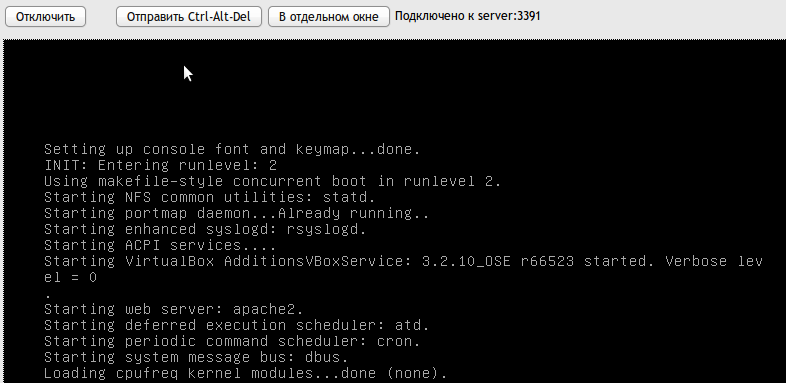 Отключить Отправить Ctrl-Alt-Del В отдельном окне Подключено к server:3391
Setting up console font and keymap...done.
INIT: Entering runlevel: 2
Using makefile-style concurrent boot in runlevel 2.
Starting NFS common utilities: statd.
Starting portmap daemon...Already running..
Starting enhanced syslogd: rsyslogd.
Starting ACPI services....
Starting VirtualBox AdditionsVBoxService: 3.2.10_OSE r66523 started. Verbose lev
el = 0
.
Starting web server: apache2.
Starting deferred execution scheduler: atd.
Starting periodic command scheduler: cron.
Starting system message bus: dbus.
Loading cpufreq kernel modules...done (none).